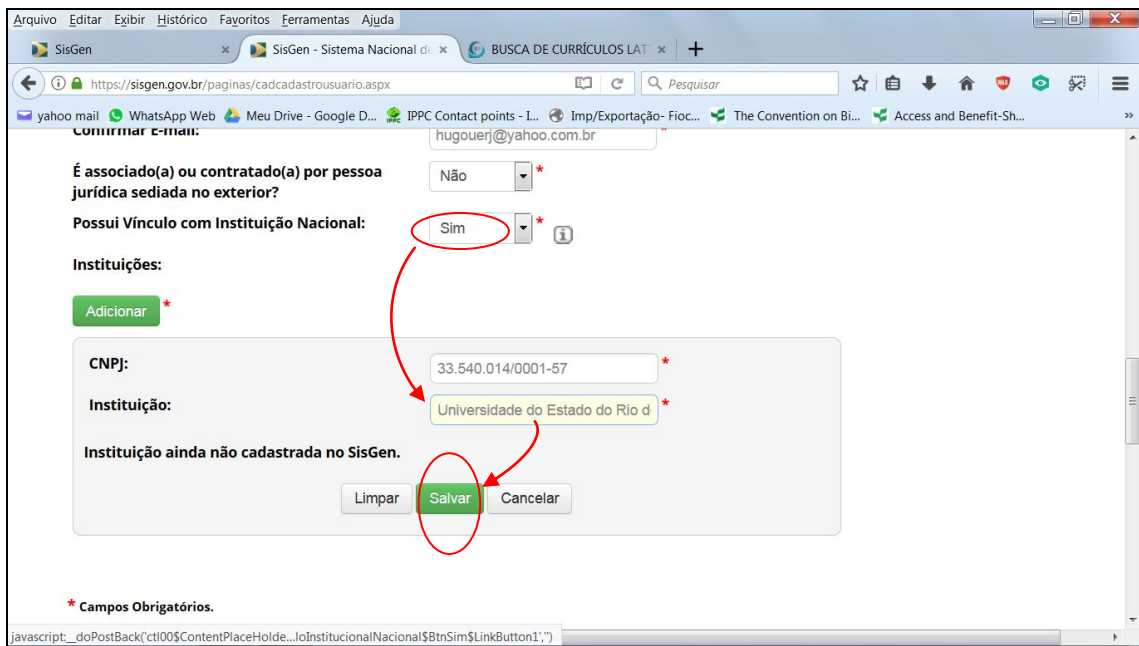 Arquivo Editar Exibir Histórico Favoritos Ferramentas Ajuda
SisGen × SisGen - Sistema Nacional de × BUSCA DE CURRÍCULOS LAT × +
https://sisgen.gov.br/paginas/cadcadastrousuario.aspx Pesquisar
yahoo mail WhatsApp Web Meu Drive - Google D... IPPC Contact points - I... Imp/Exportação- Fioc... The Convention on Bi... Access and Benefit-Sh... »
Confirmar E-mail: hugouerj@yahoo.com.br *
É associado(a) ou contratado(a) por pessoa Não *
jurídica sediada no exterior?
Possui Vínculo com Instituição Nacional: Sim * i
Instituições:
Adicionar *
CNPJ: 33.540.014/0001-57 *
Instituição: Universidade do Estado do Rio d *
Instituição ainda não cadastrada no SisGen.
Limpar Salvar Cancelar
* Campos Obrigatórios.
javascript:__doPostBack('ctl00$ContentPlaceHolde...loInstitucionalNacional$BtnSim$LinkButton1','')